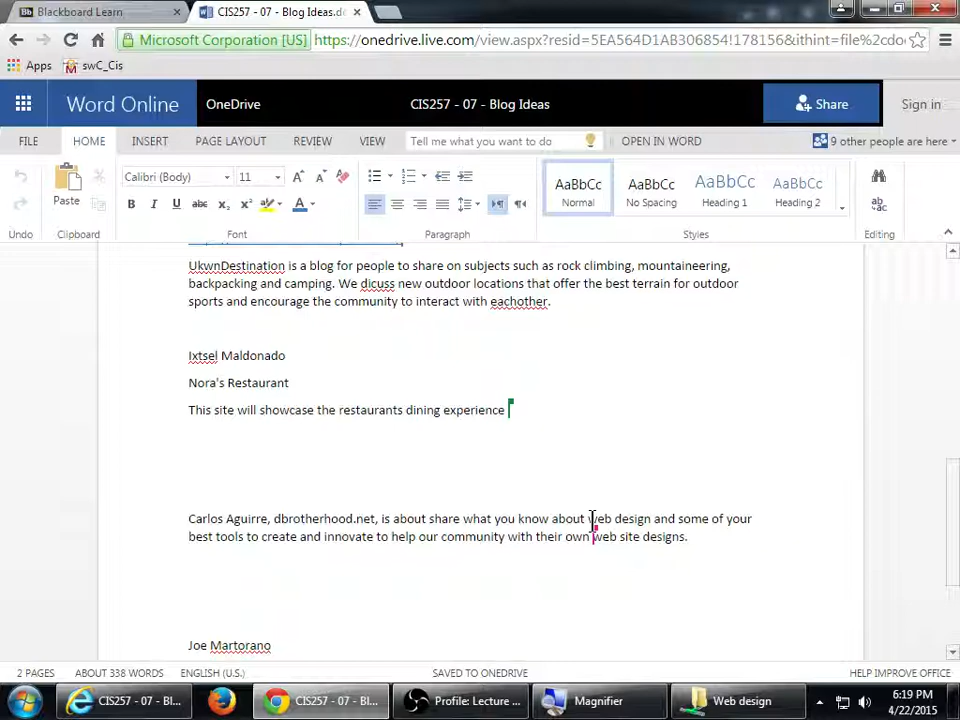 Blackboard Learn
CIS257 - 07 - Blog Ideas.d
Microsoft Corporation [US] https://onedrive.live.com/view.aspx?resid=5EA564D1AB306854!178156&ithint=file%2cdo
Apps swC_Cis
Word Online OneDrive CIS257 - 07 - Blog Ideas Share Sign in
FILE HOME INSERT PAGE LAYOUT REVIEW VIEW Tell me what you want to do OPEN IN WORD 9 other people are here
Calibri (Body) 11
AaBbCc AaBbCc AaBbCc AaBbCc
Paste
B I U abc x₂ x² A
Normal No Spacing Heading 1 Heading 2
Undo Clipboard Font Paragraph Styles Editing
UkwnDestination is a blog for people to share on subjects such as rock climbing, mountaineering,
backpacking and camping. We dicuss new outdoor locations that offer the best terrain for outdoor
sports and encourage the community to interact with eachother.
Ixtsel Maldonado
Nora's Restaurant
This site will showcase the restaurants dining experience
Carlos Aguirre, dbrotherhood.net, is about share what you know about web design and some of your
best tools to create and innovate to help our community with their own web site designs.
Joe Martorano
2 PAGES ABOUT 338 WORDS ENGLISH (U.S.) SAVED TO ONEDRIVE HELP IMPROVE OFFICE
CIS257 - 07 - Bl... CIS257 - 07 - Bl... Profile: Lecture ... Magnifier Web design 6:19 PM
4/22/2015